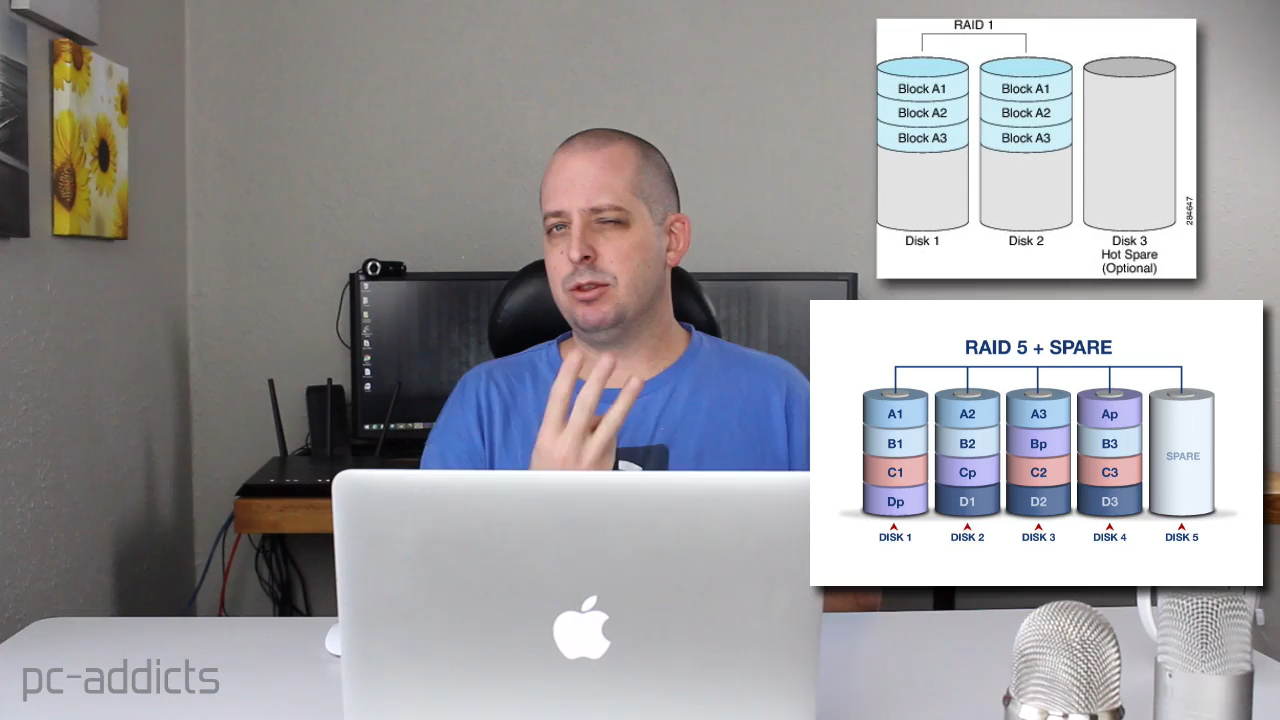 RAID 1
Block A1 Block A1
Block A2 Block A2
Block A3 Block A3
Disk 1 Disk 2 Disk 3
Hot Spare
(Optional)
284647
RAID 5 + SPARE
A1 A2 A3 Ap
B1 B2 Bp B3
SPARE
C1 Cp C2 C3
Dp D1 D2 D3
DISK 1 DISK 2 DISK 3 DISK 4 DISK 5
pc-addicts